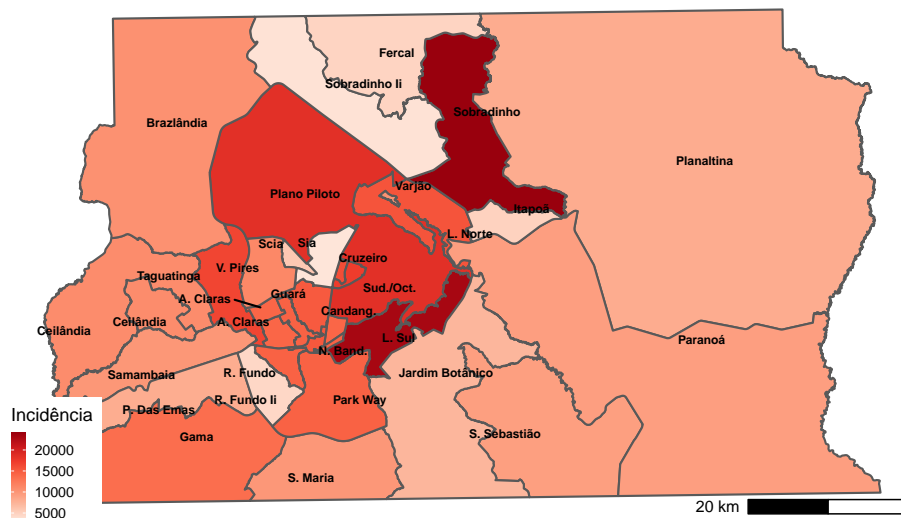 Fercal
Sobradinho Ii
Sobradinho
Brazlândia
Planaltina
Plano Piloto
Varjão
Itapoã
L. Norte
Scia
Sia
Cruzeiro
V. Pires
Taguatinga
Sud./Oct.
Guará
A. Claras
Candang.
Ceilândia
Ceilândia
A. Claras
L. Sul
Paranoá
N. Band.
Samambaia
R. Fundo
Jardim Botânico
R. Fundo Ii
Park Way
P. Das Emas
Gama
S. Sebastião
S. Maria
Incidência
20000
15000
10000
5000
20 km